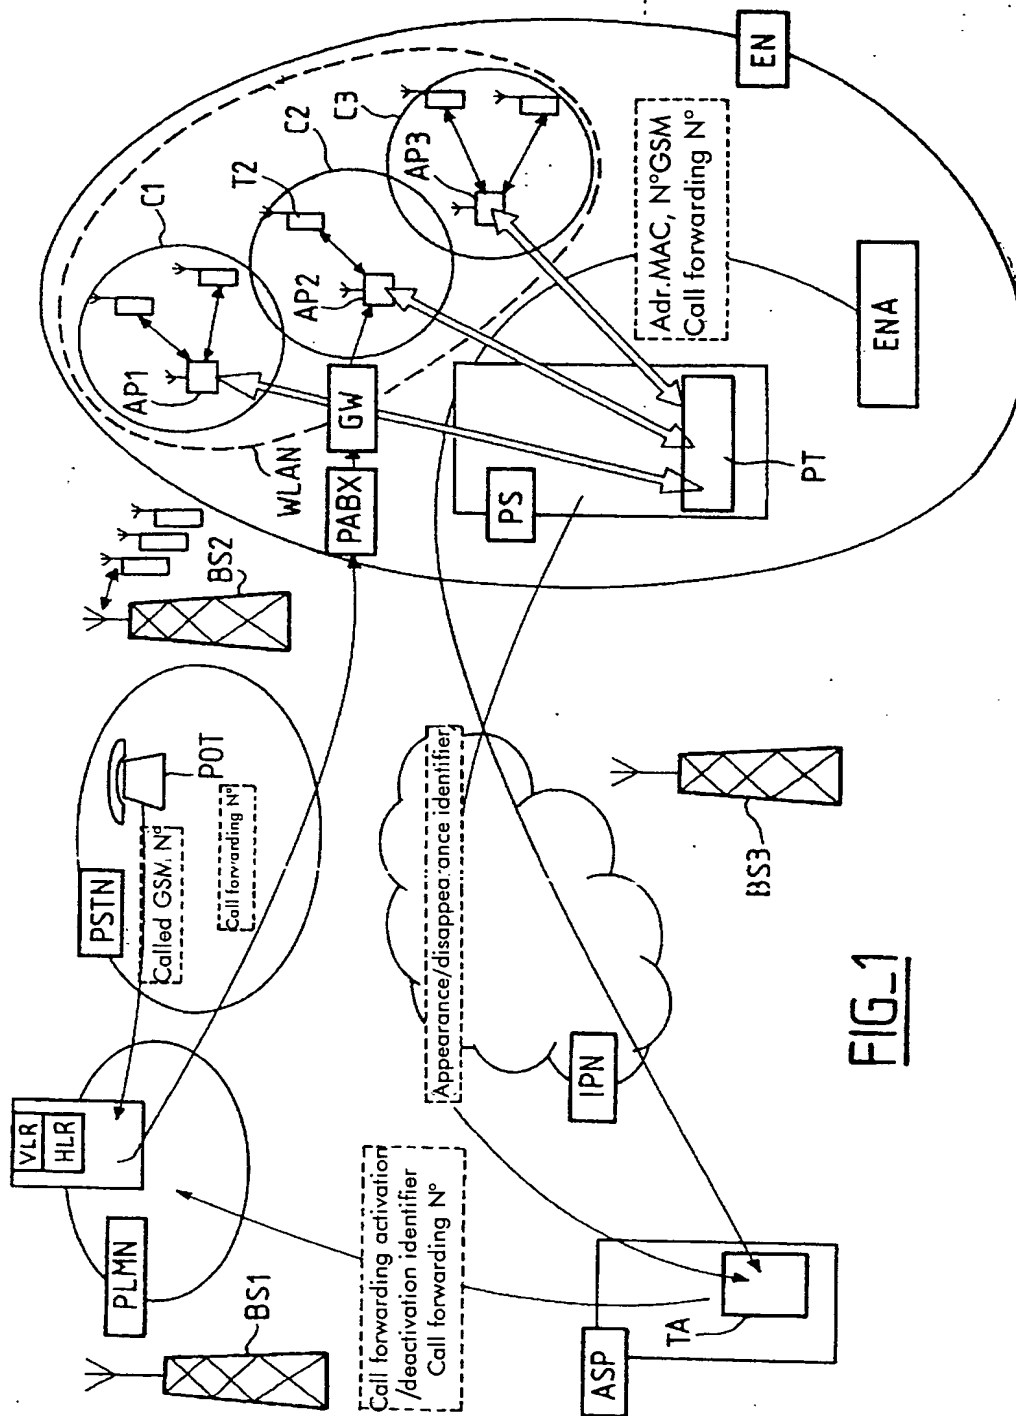 BS1
PLMN
VLR
HLR
PSTN
Called GSM N°
POT
Call forwarding N°
BS2
WLAN
AP1
C1
AP2
T2
C2
AP3
C3
EN
PABX
GW
PS
PT
Adr.MAC, N°GSM
Call forwarding N°
ENA
Call forwarding activation
/deactivation identifier
Call forwarding N°
Appearance/disappearance identifier
IPN
BS3
ASP
TA
FIG_1